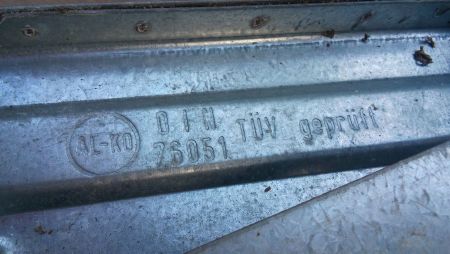 AL-KO
DIN TÜV geprüft
76051